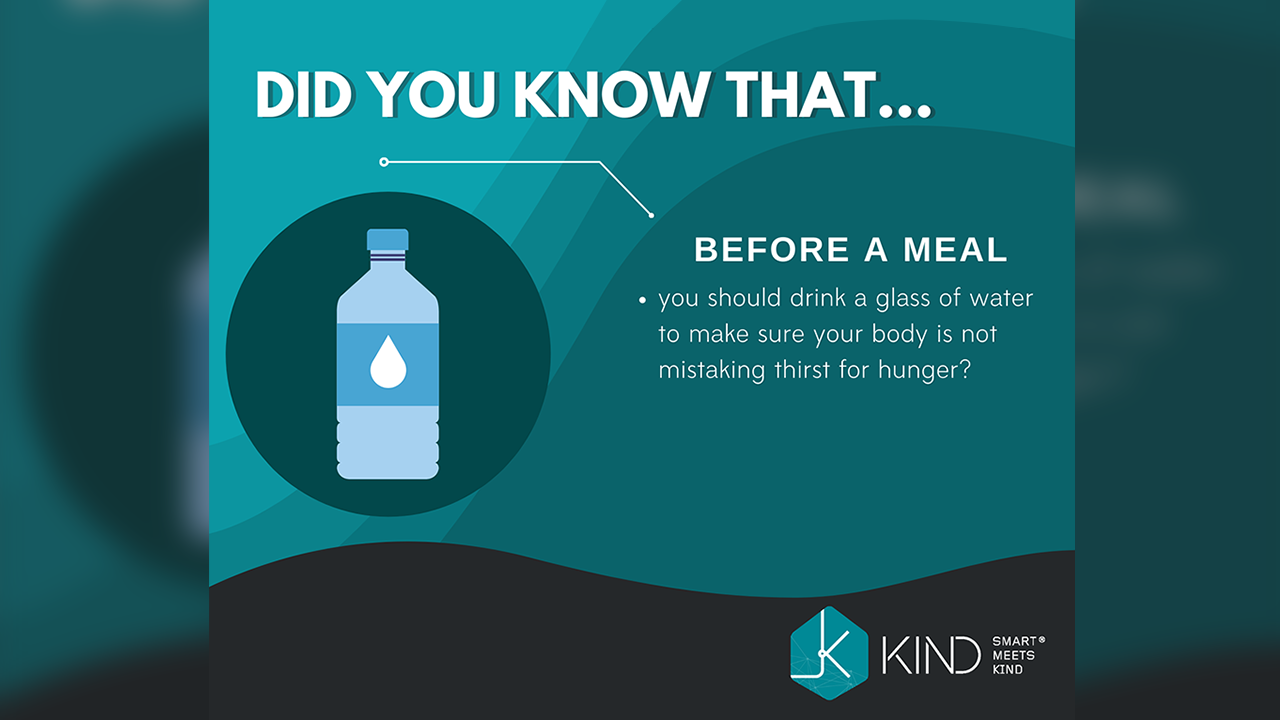 DID YOU KNOW THAT...
BEFORE A MEAL
• you should drink a glass of water
to make sure your body is not
mistaking thirst for hunger?
KIND
SMART®
MEETS
KIND